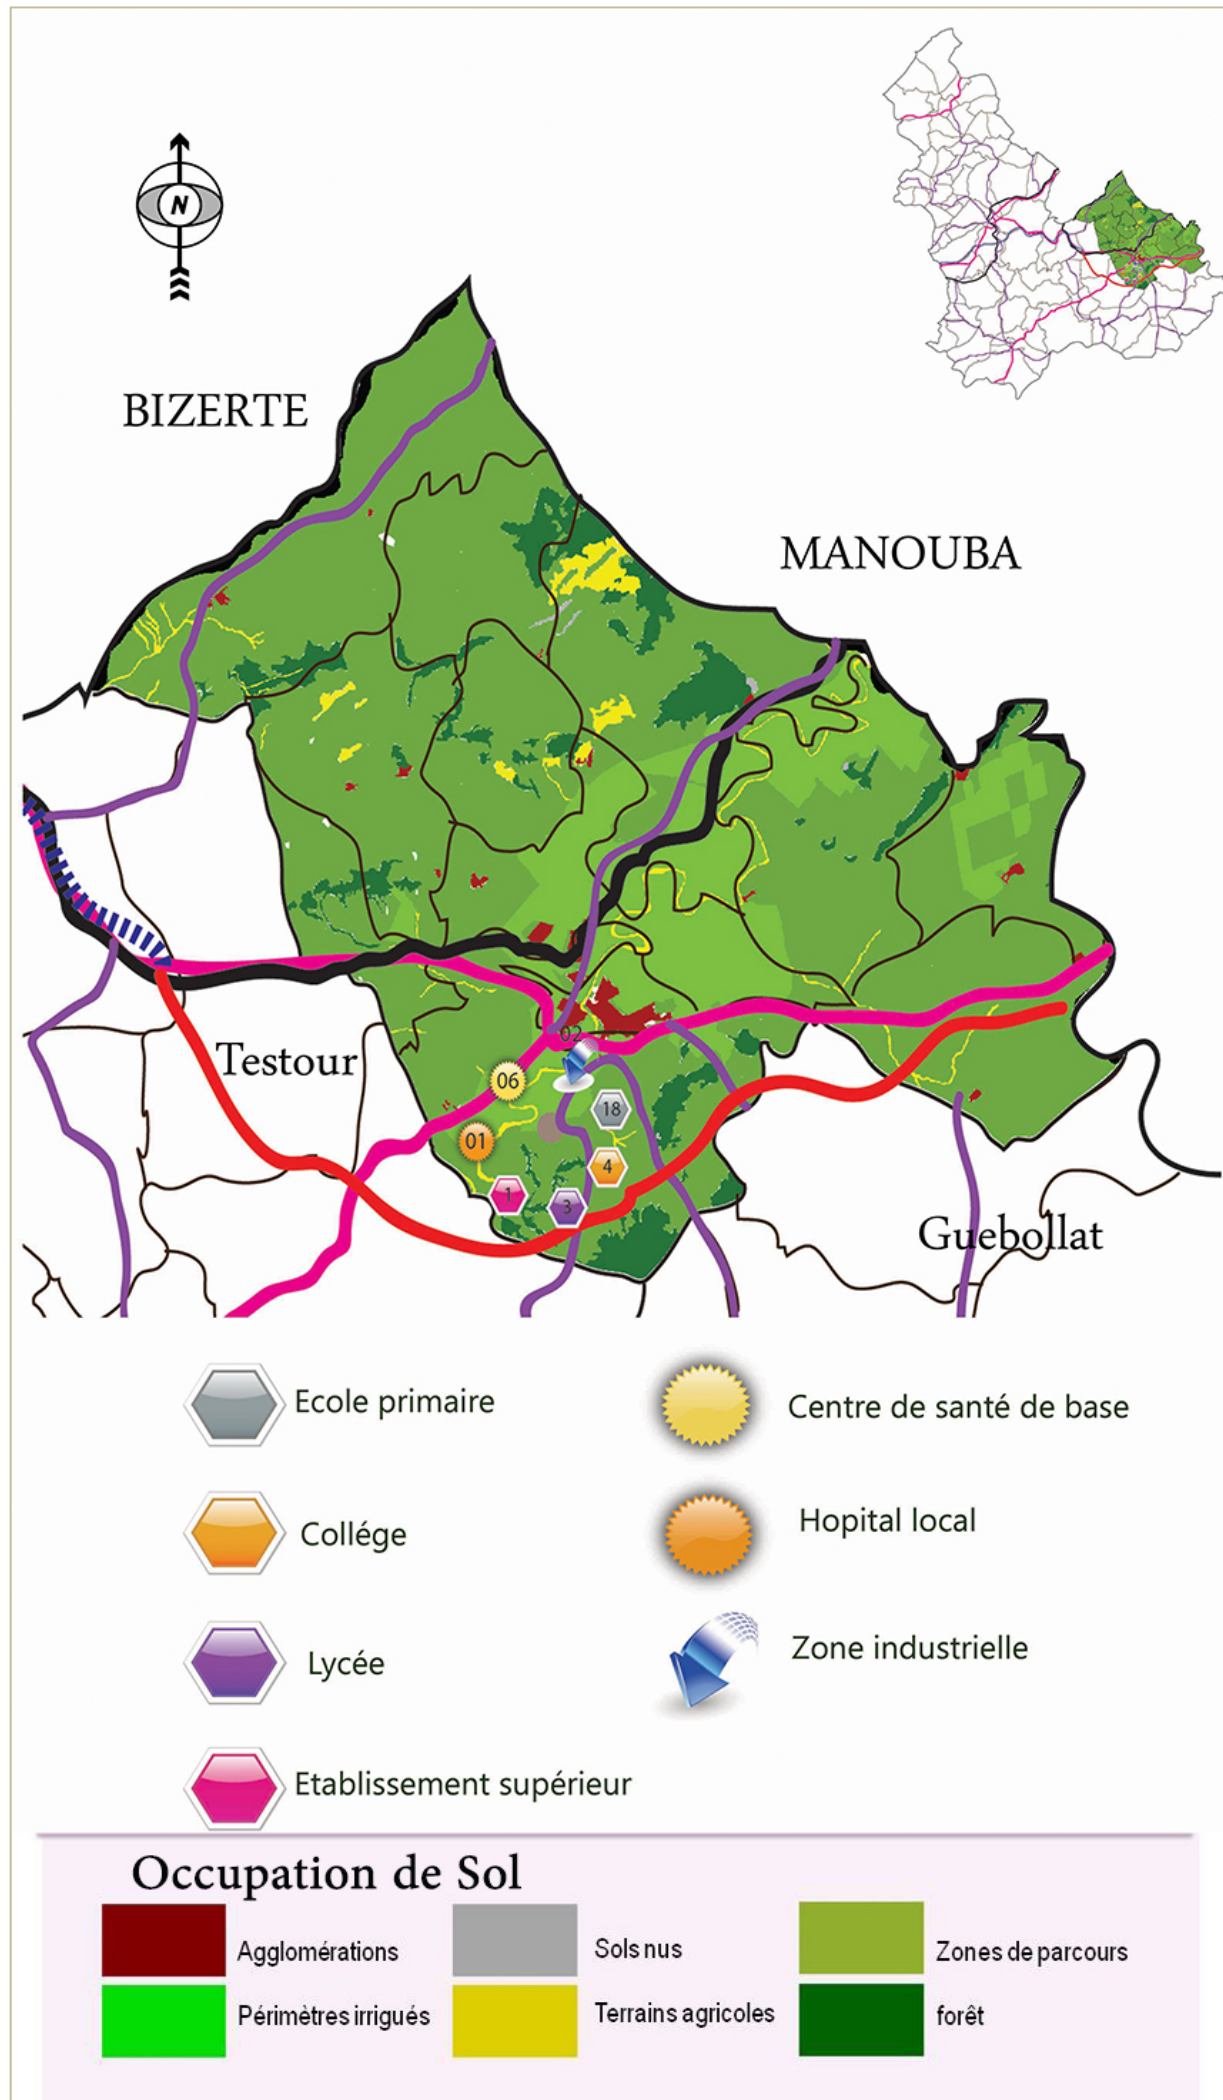 N
BIZERTE
MANOUBA
02
Testour
06
18
01
4
1
3
Guebollat
Ecole primaire
Centre de santé de base
Collége
Hopital local
Lycée
Zone industrielle
Etablissement supérieur
Occupation de Sol
Agglomérations
Sols nus
Zones de parcours
Périmètres irrigués
Terrains agricoles
forêt